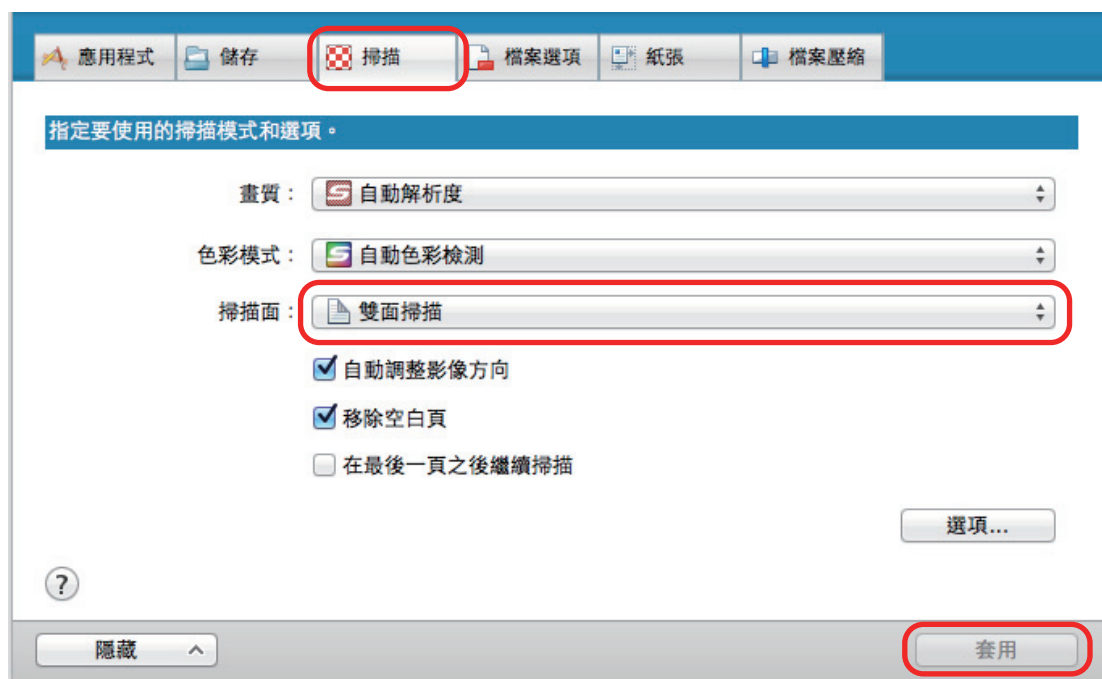 應用程式 儲存 掃描 檔案選項 紙張 檔案壓縮
指定要使用的掃描模式和選項。
畫質： 自動解析度
色彩模式： 自動色彩檢測
掃描面： 雙面掃描
自動調整影像方向
移除空白頁
在最後一頁之後繼續掃描
選項...
?
隱藏 套用